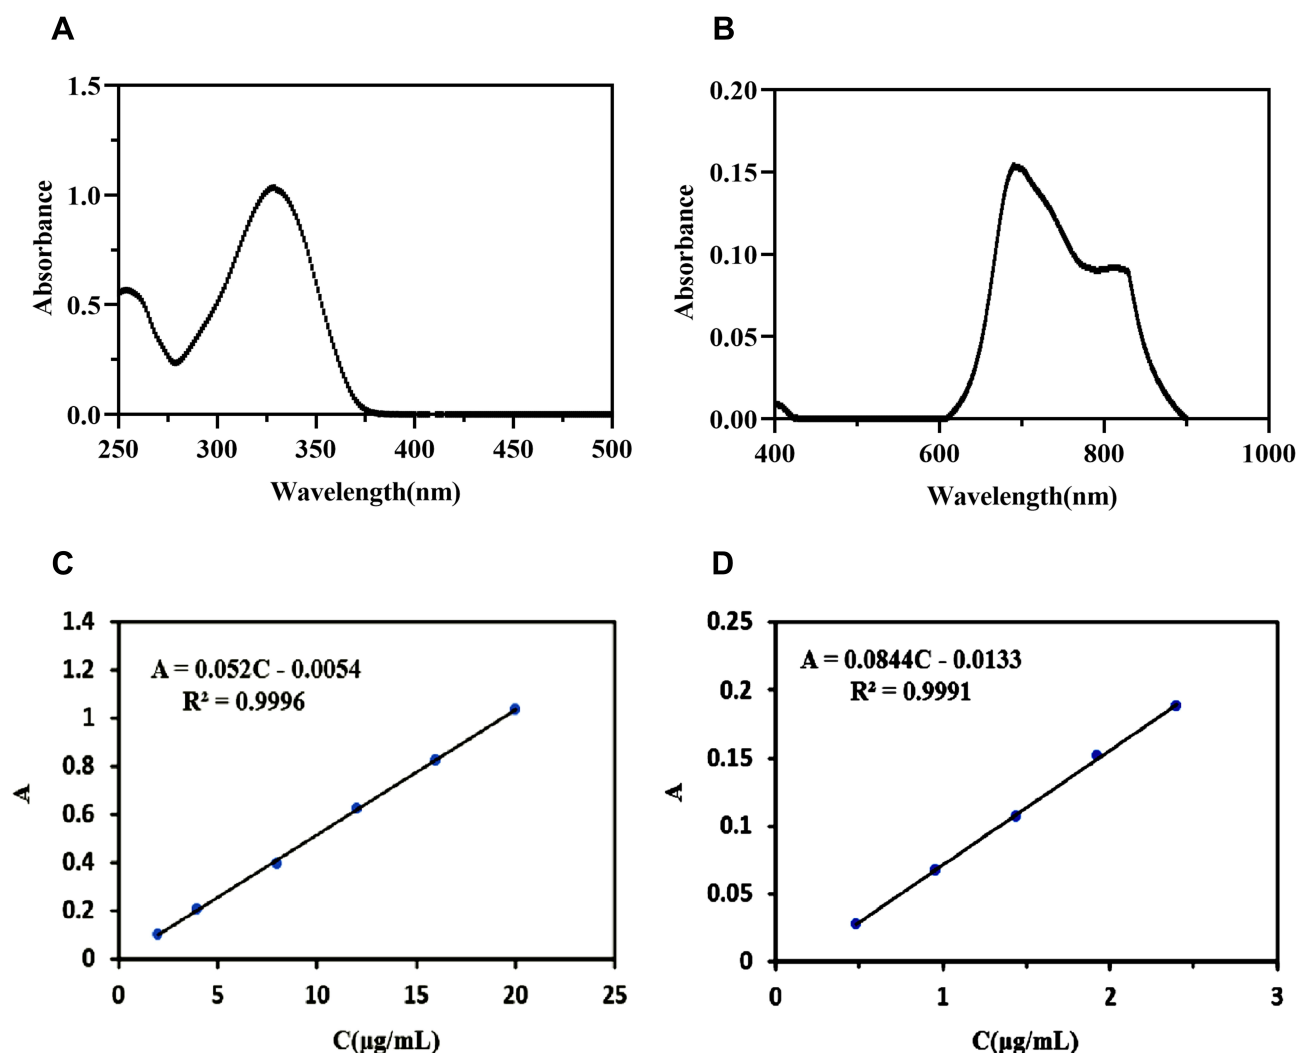 A
1.5
1.0
0.5
0.0
Absorbance
250 300 350 400 450 500
Wavelength(nm)
B
0.20
0.15
0.10
0.05
0.00
Absorbance
400 600 800 1000
Wavelength(nm)
C
1.4
1.2
1
0.8
0.6
0.4
0.2
0
A
A = 0.052C - 0.0054
R² = 0.9996
0 5 10 15 20 25
C(μg/mL)
D
0.25
0.2
0.15
0.1
0.05
0
A
A = 0.0844C - 0.0133
R² = 0.9991
0 1 2 3
C(μg/mL)